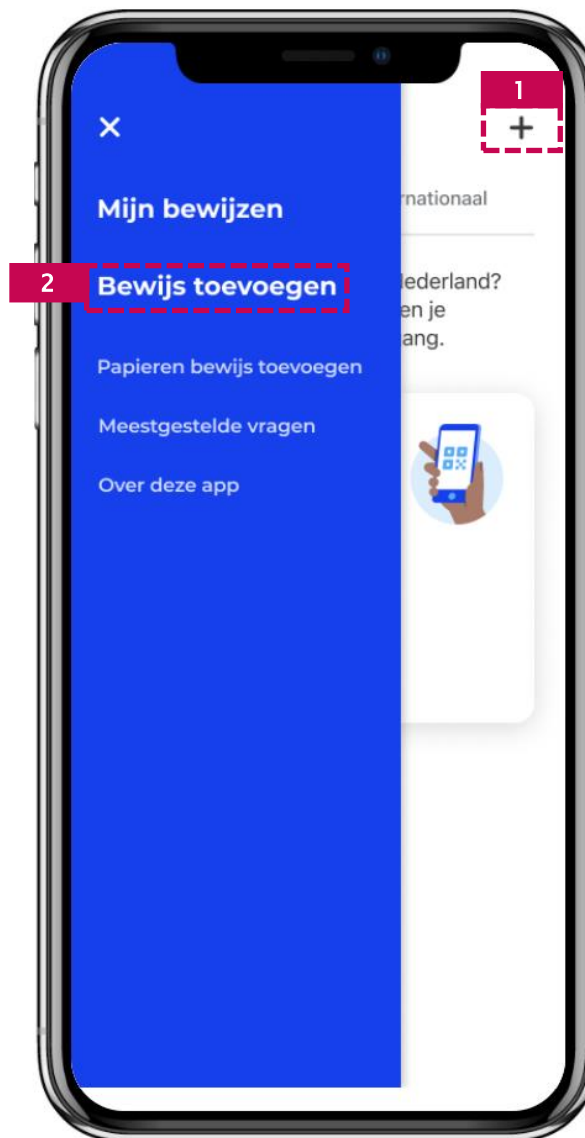 1
+
Mijn bewijzen
rnationaal
2
Bewijs toevoegen
lederland?
en je
ang.
Papieren bewijs toevoegen
Meestgestelde vragen
Over deze app